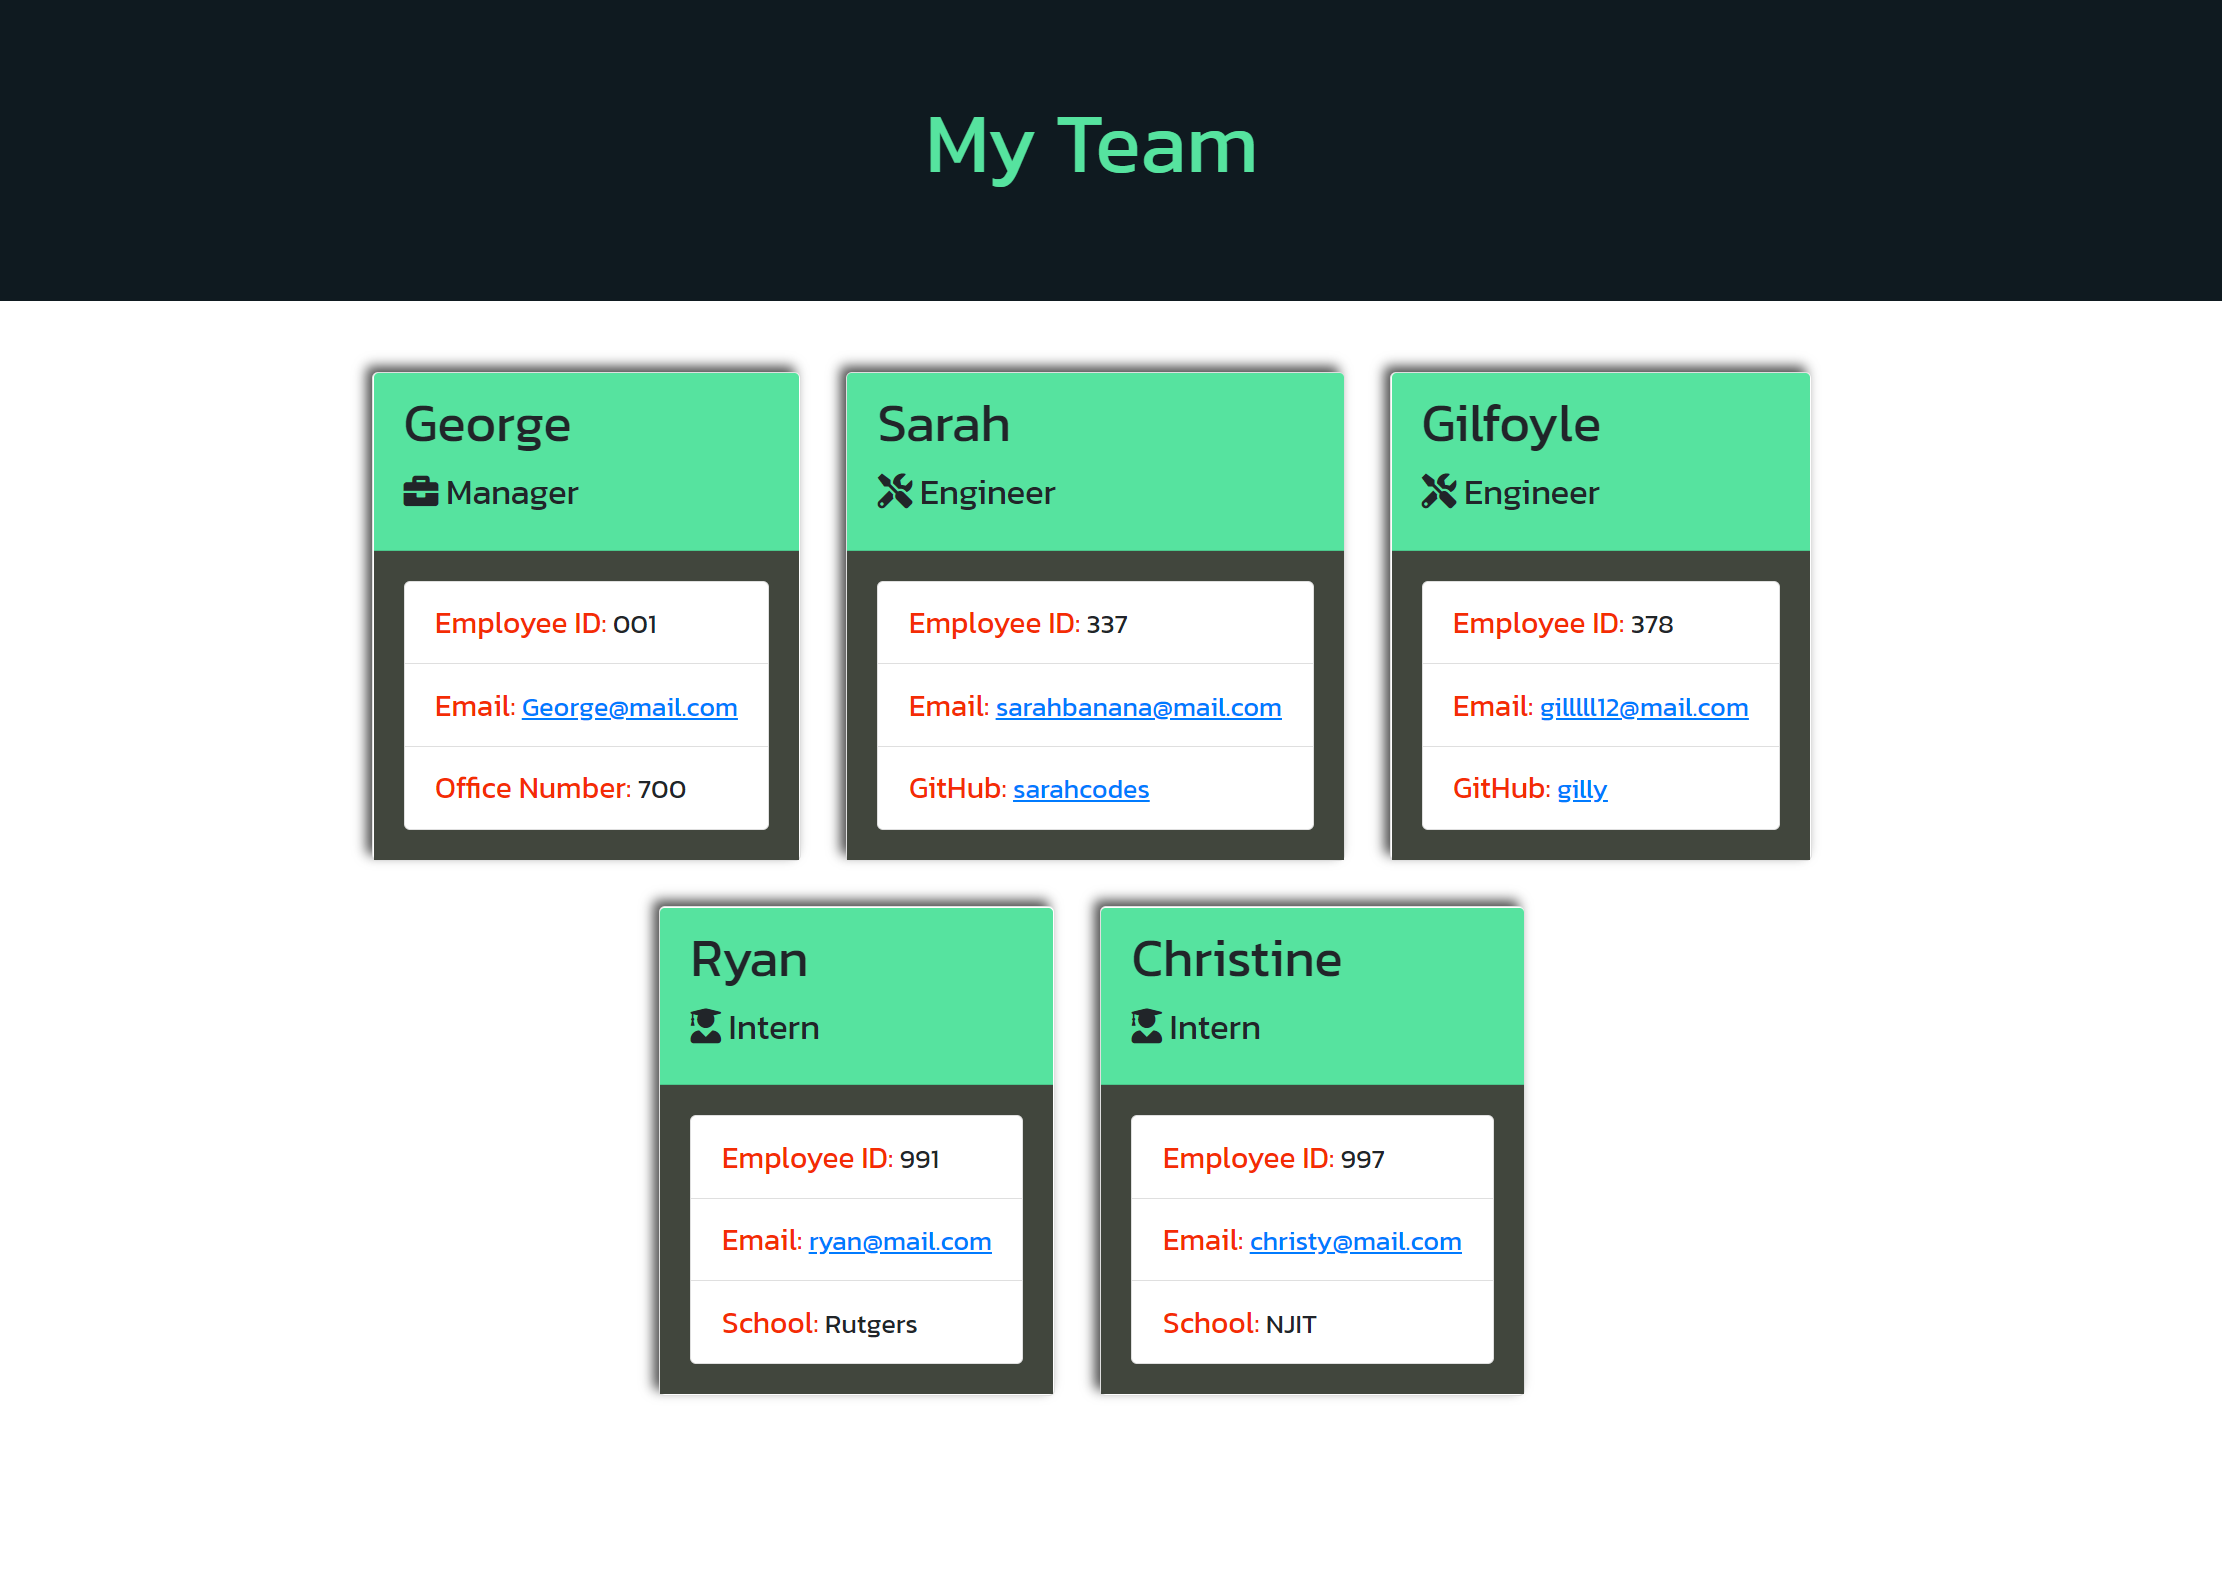 My Team
George
Manager
Employee ID: 001
Email: George@mail.com
Office Number: 700
Sarah
Engineer
Employee ID: 337
Email: sarahbanana@mail.com
GitHub: sarahcodes
Gilfoyle
Engineer
Employee ID: 378
Email: gilllll12@mail.com
GitHub: gilly
Ryan
Intern
Employee ID: 991
Email: ryan@mail.com
School: Rutgers
Christine
Intern
Employee ID: 997
Email: christy@mail.com
School: NJIT